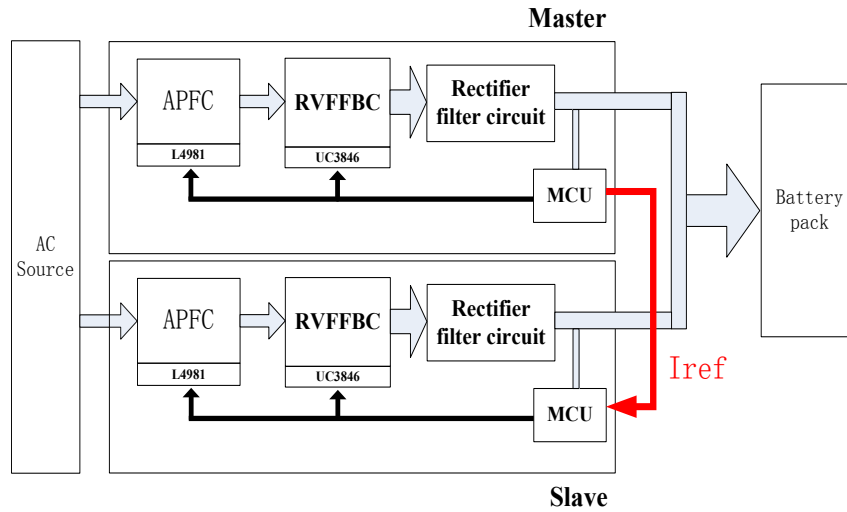 Master
APFC
L4981
RVFFBC
UC3846
Rectifier
filter circuit
MCU
AC
Source
Battery
pack
APFC
L4981
RVFFBC
UC3846
Rectifier
filter circuit
MCU
Iref
Slave